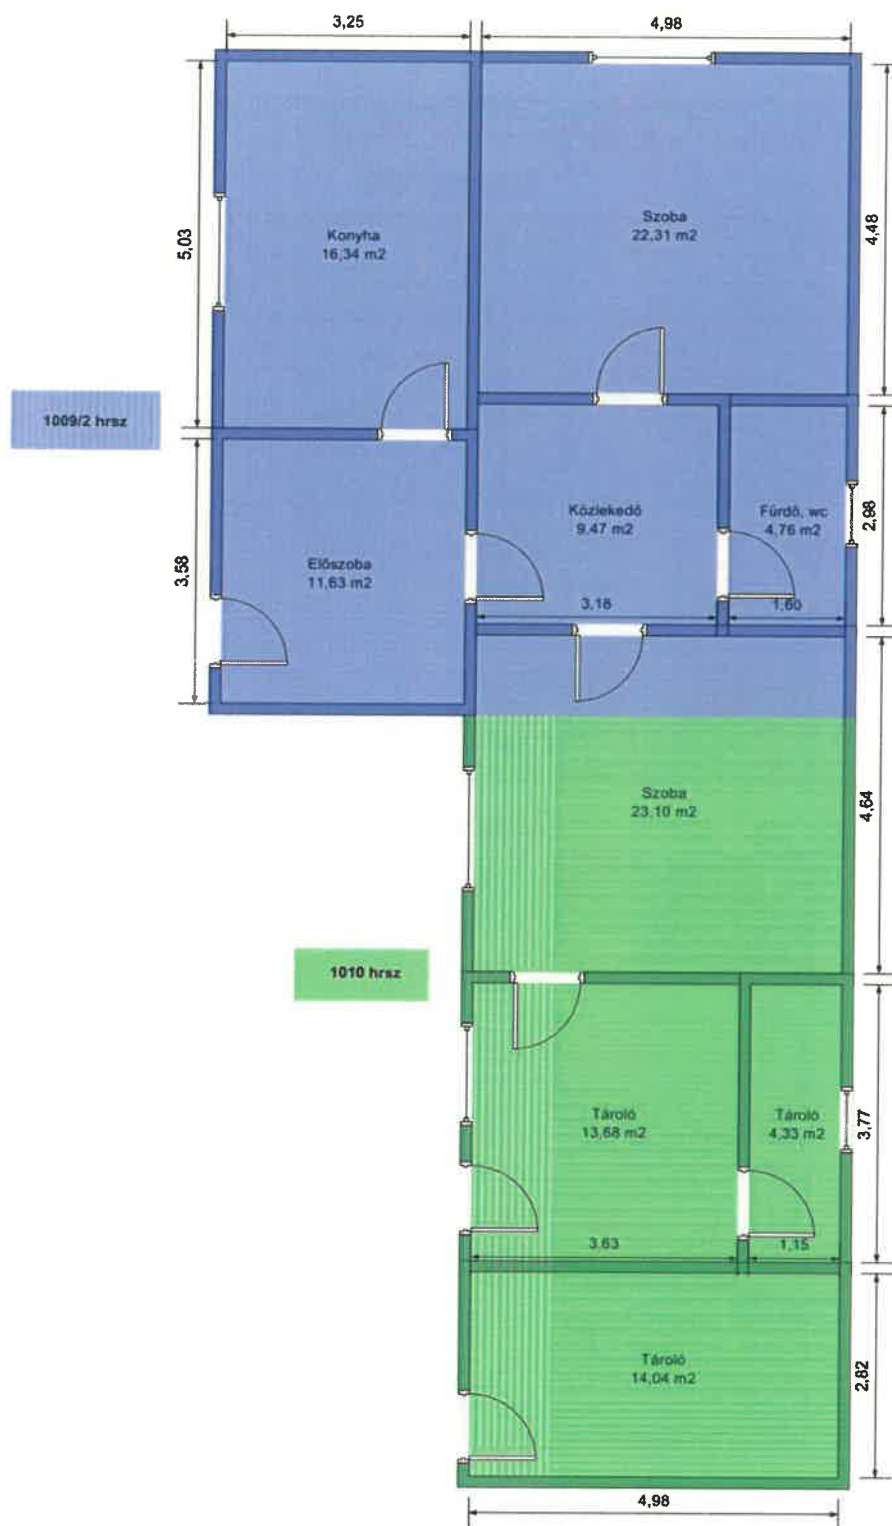 3,25
4,98
5,03
Konyha
16,34 m2
Szoba
22,31 m2
4,48
1009/2 hrsz
3,58
Előszoba
11,63 m2
Közlekedő
9,47 m2
Fürdő, wc
4,76 m2
2,98
3,18
1,60
Szoba
23,10 m2
4,64
1010 hrsz
Tároló
13,68 m2
Tároló
4,33 m2
3,77
3,63
1,15
Tároló
14,04 m2
2,82
4,98